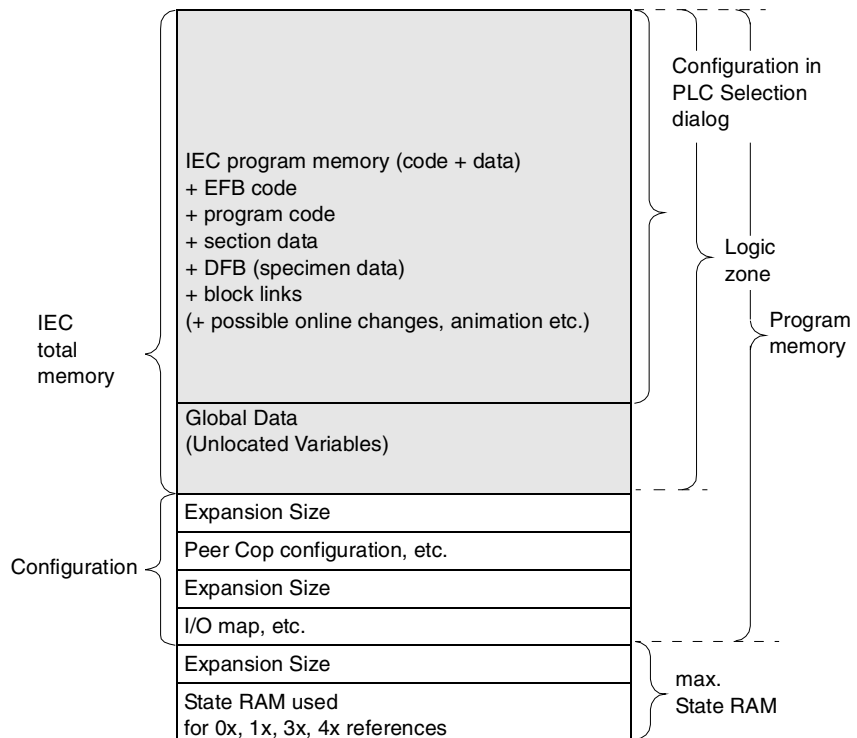 IEC program memory (code + data)
+ EFB code
+ program code
+ section data
+ DFB (specimen data)
+ block links
(+ possible online changes, animation etc.)
Global Data
(Unlocated Variables)
Expansion Size
Peer Cop configuration, etc.
Expansion Size
I/O map, etc.
Expansion Size
State RAM used
for 0x, 1x, 3x, 4x references
IEC
total
memory
Configuration
Configuration in
PLC Selection
dialog
Logic
zone
Program
memory
max.
State RAM